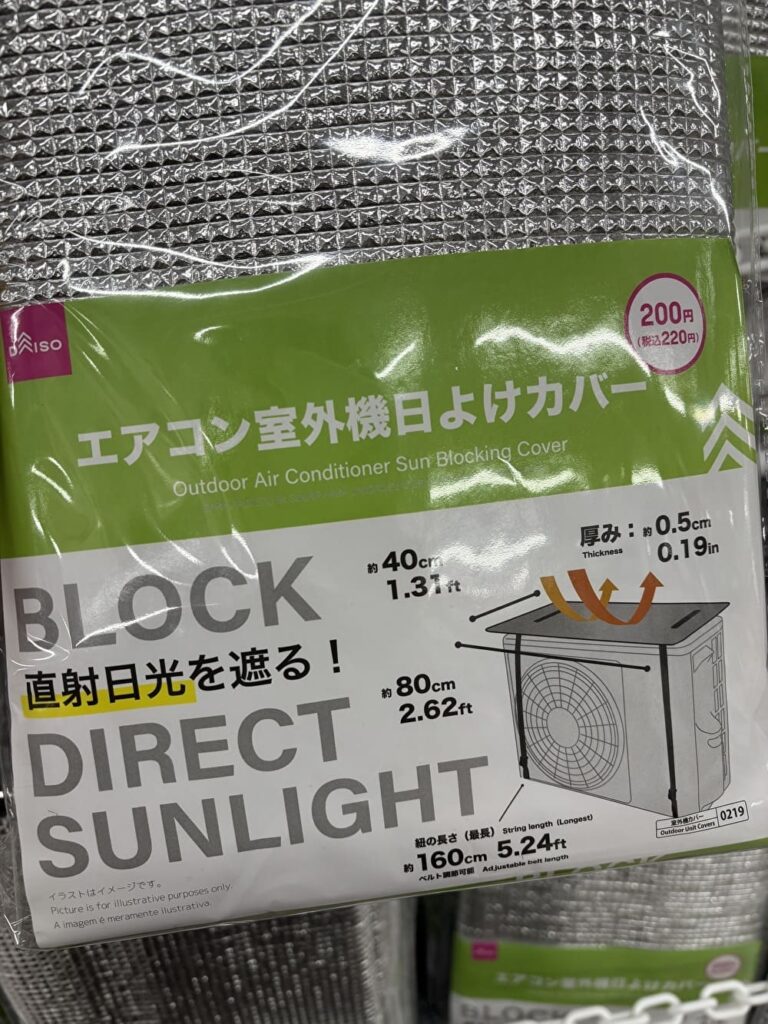 DAISO
200円
(税込220円)
エアコン室外機日よけカバー
Outdoor Air Conditioner Sun Blocking Cover
厚み：約0.5cm
Thickness 0.19in
約40cm
1.31ft
BLOCK
直射日光を遮る！
約80cm
2.62ft
DIRECT
SUNLIGHT
紐の長さ（最長） String length (Longest)
約160cm 5.24ft
ベルト調節可能 Adjustable belt length
室外機カバー
Outdoor Unit Covers
0219
イラストはイメージです。
Picture is for illustrative purposes only.
A imagem é meramente ilustrativa.
エアコン室外機日よけカバー